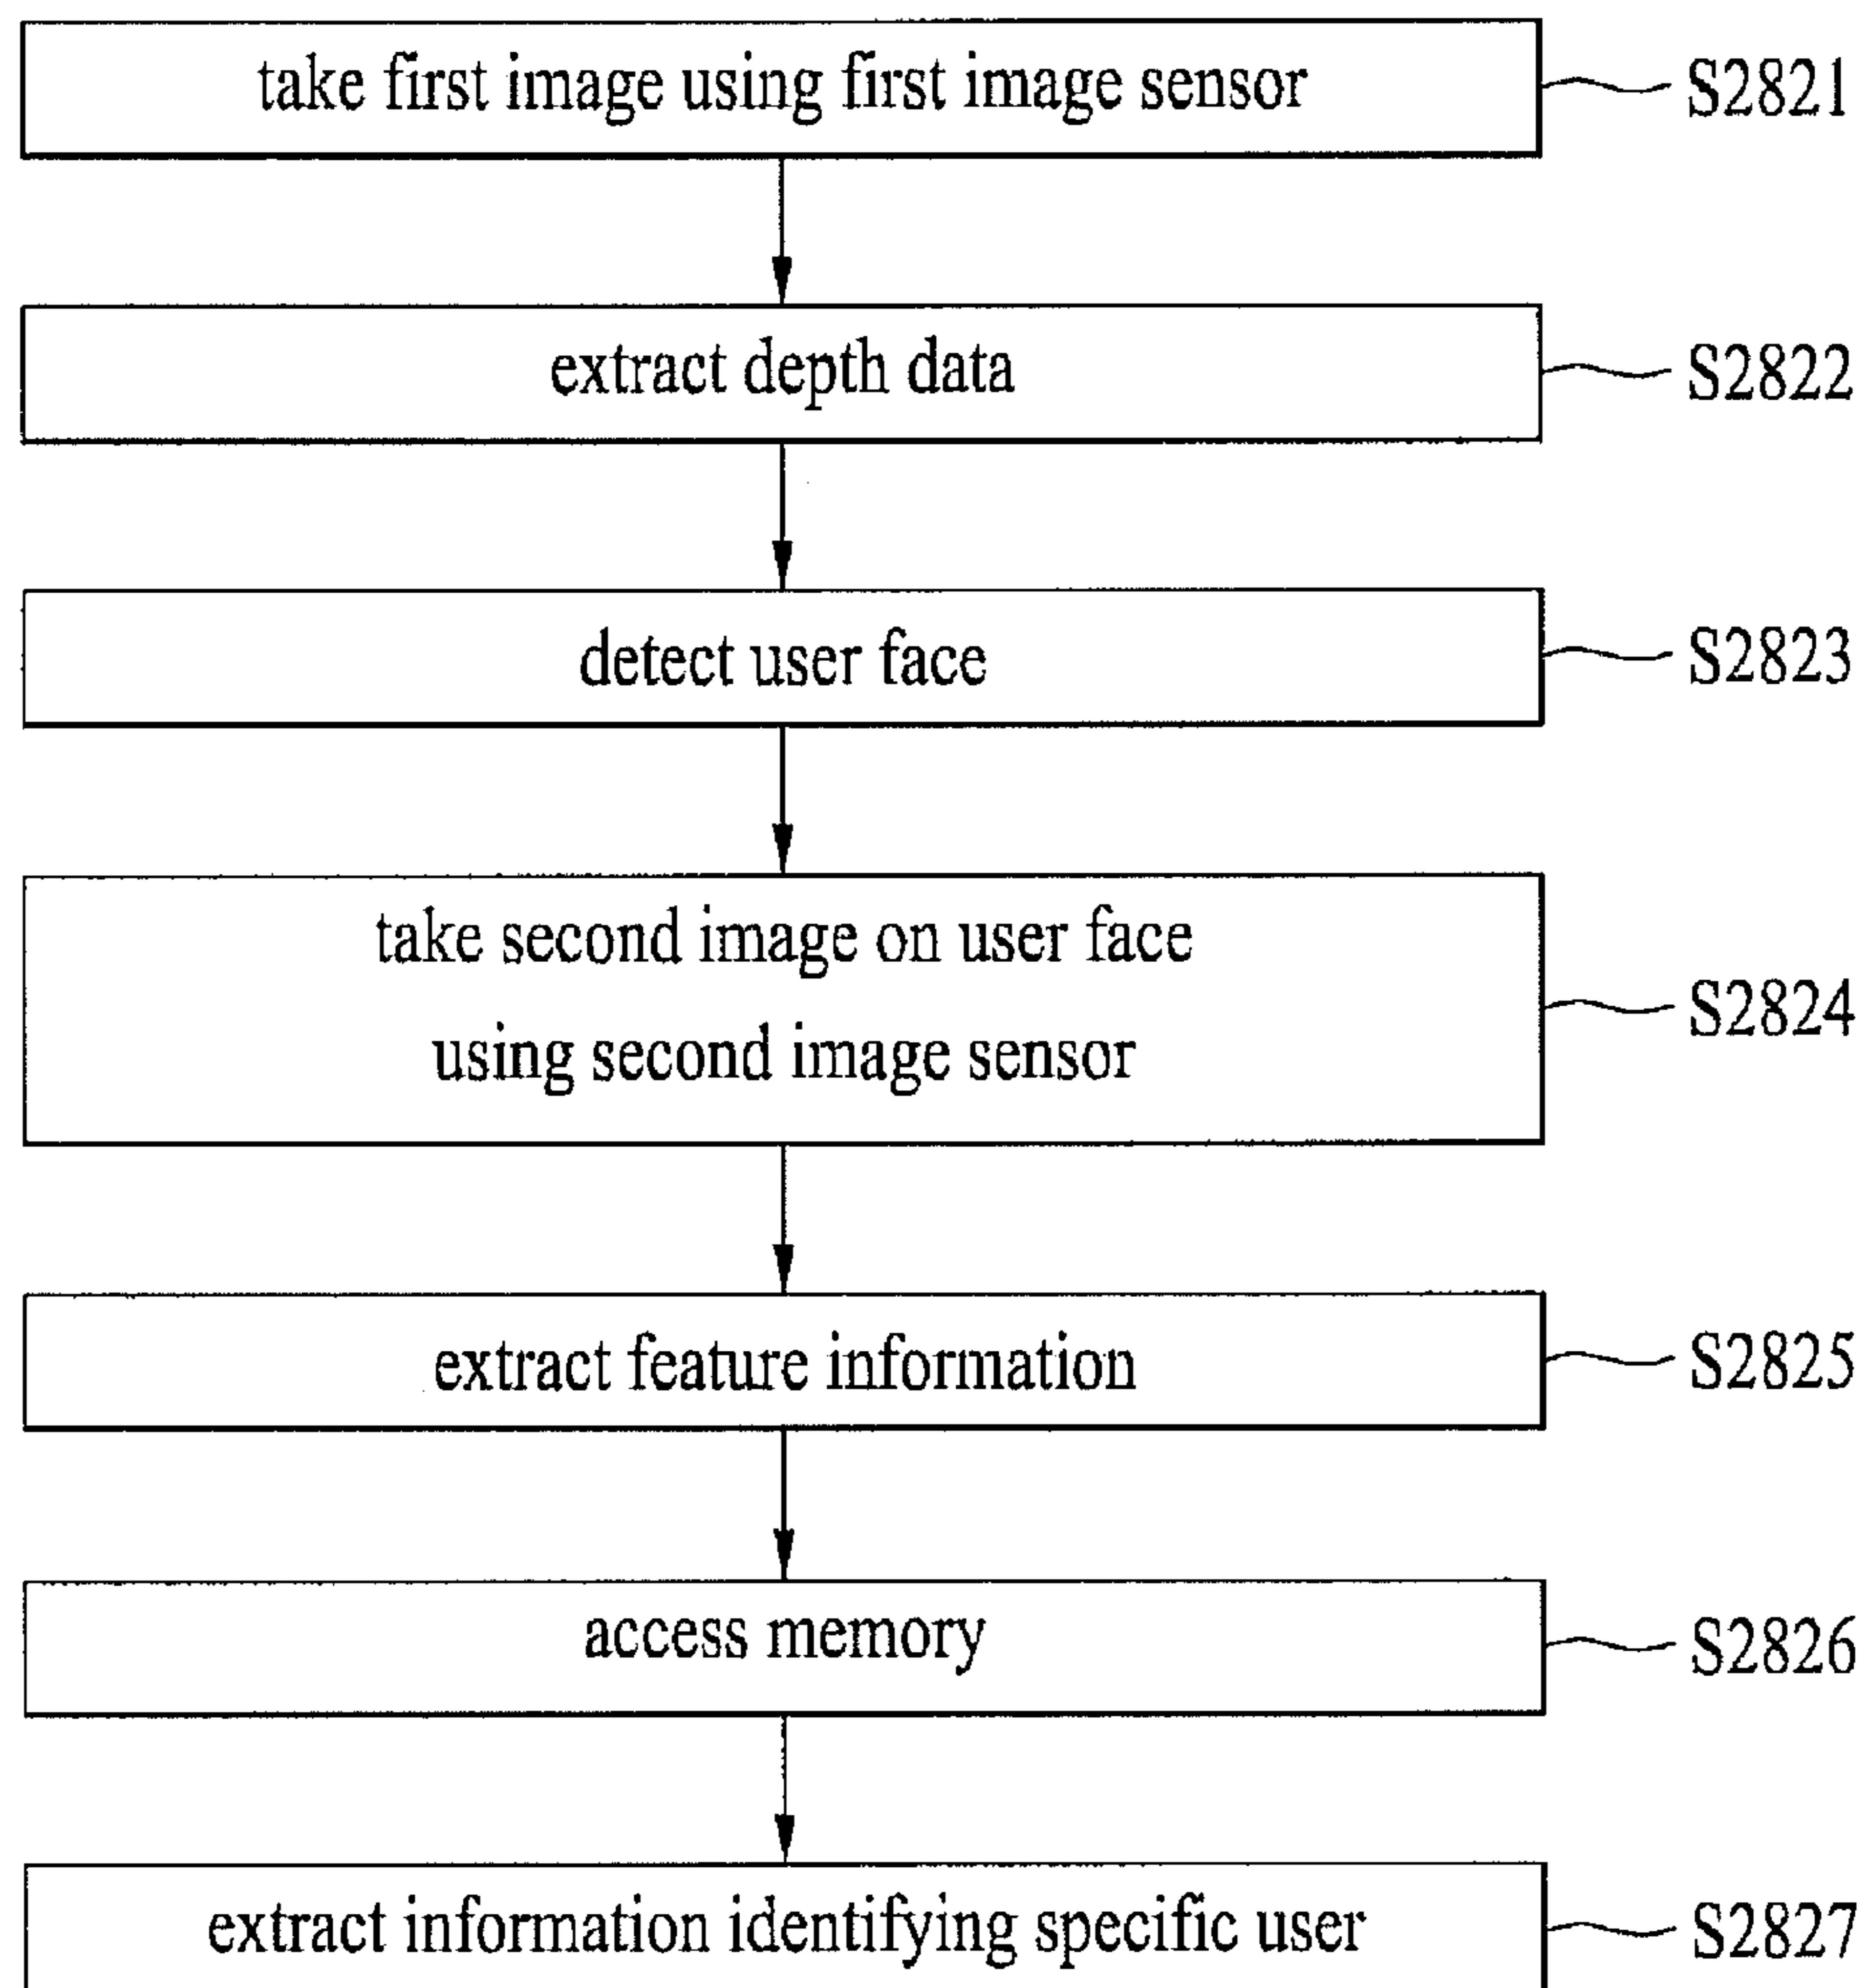 take first image using first image sensor S2821
extract depth data S2822
detect user face S2823
take second image on user face
using second image sensor S2824
extract feature information S2825
access memory S2826
extract information identifying specific user S2827